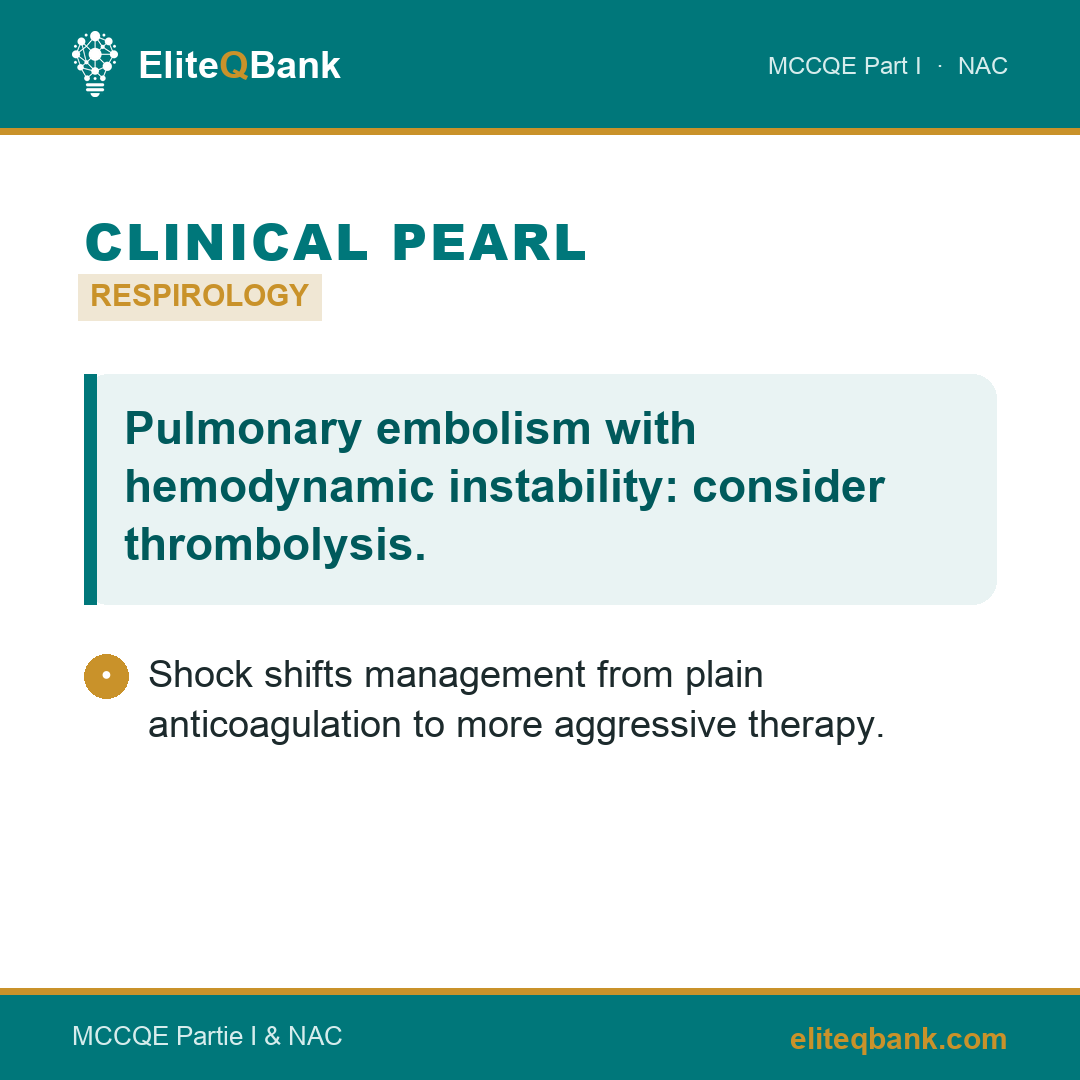 EliteQBank
MCCQE Part I · NAC
CLINICAL PEARL
RESPIROLOGY
Pulmonary embolism with
hemodynamic instability: consider
thrombolysis.
Shock shifts management from plain
anticoagulation to more aggressive therapy.
MCCQE Partie I & NAC
eliteqbank.com